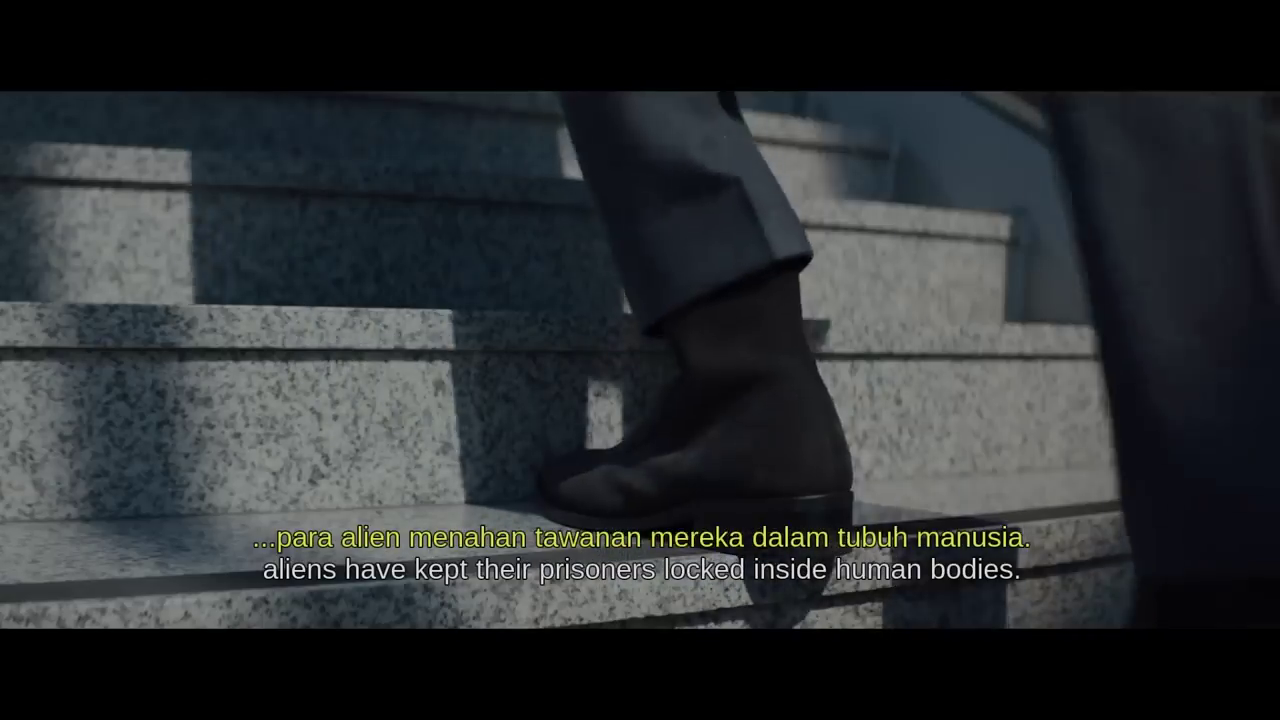 ...para alien menahan tawanan mereka dalam tubuh manusia.
aliens have kept their prisoners locked inside human bodies.